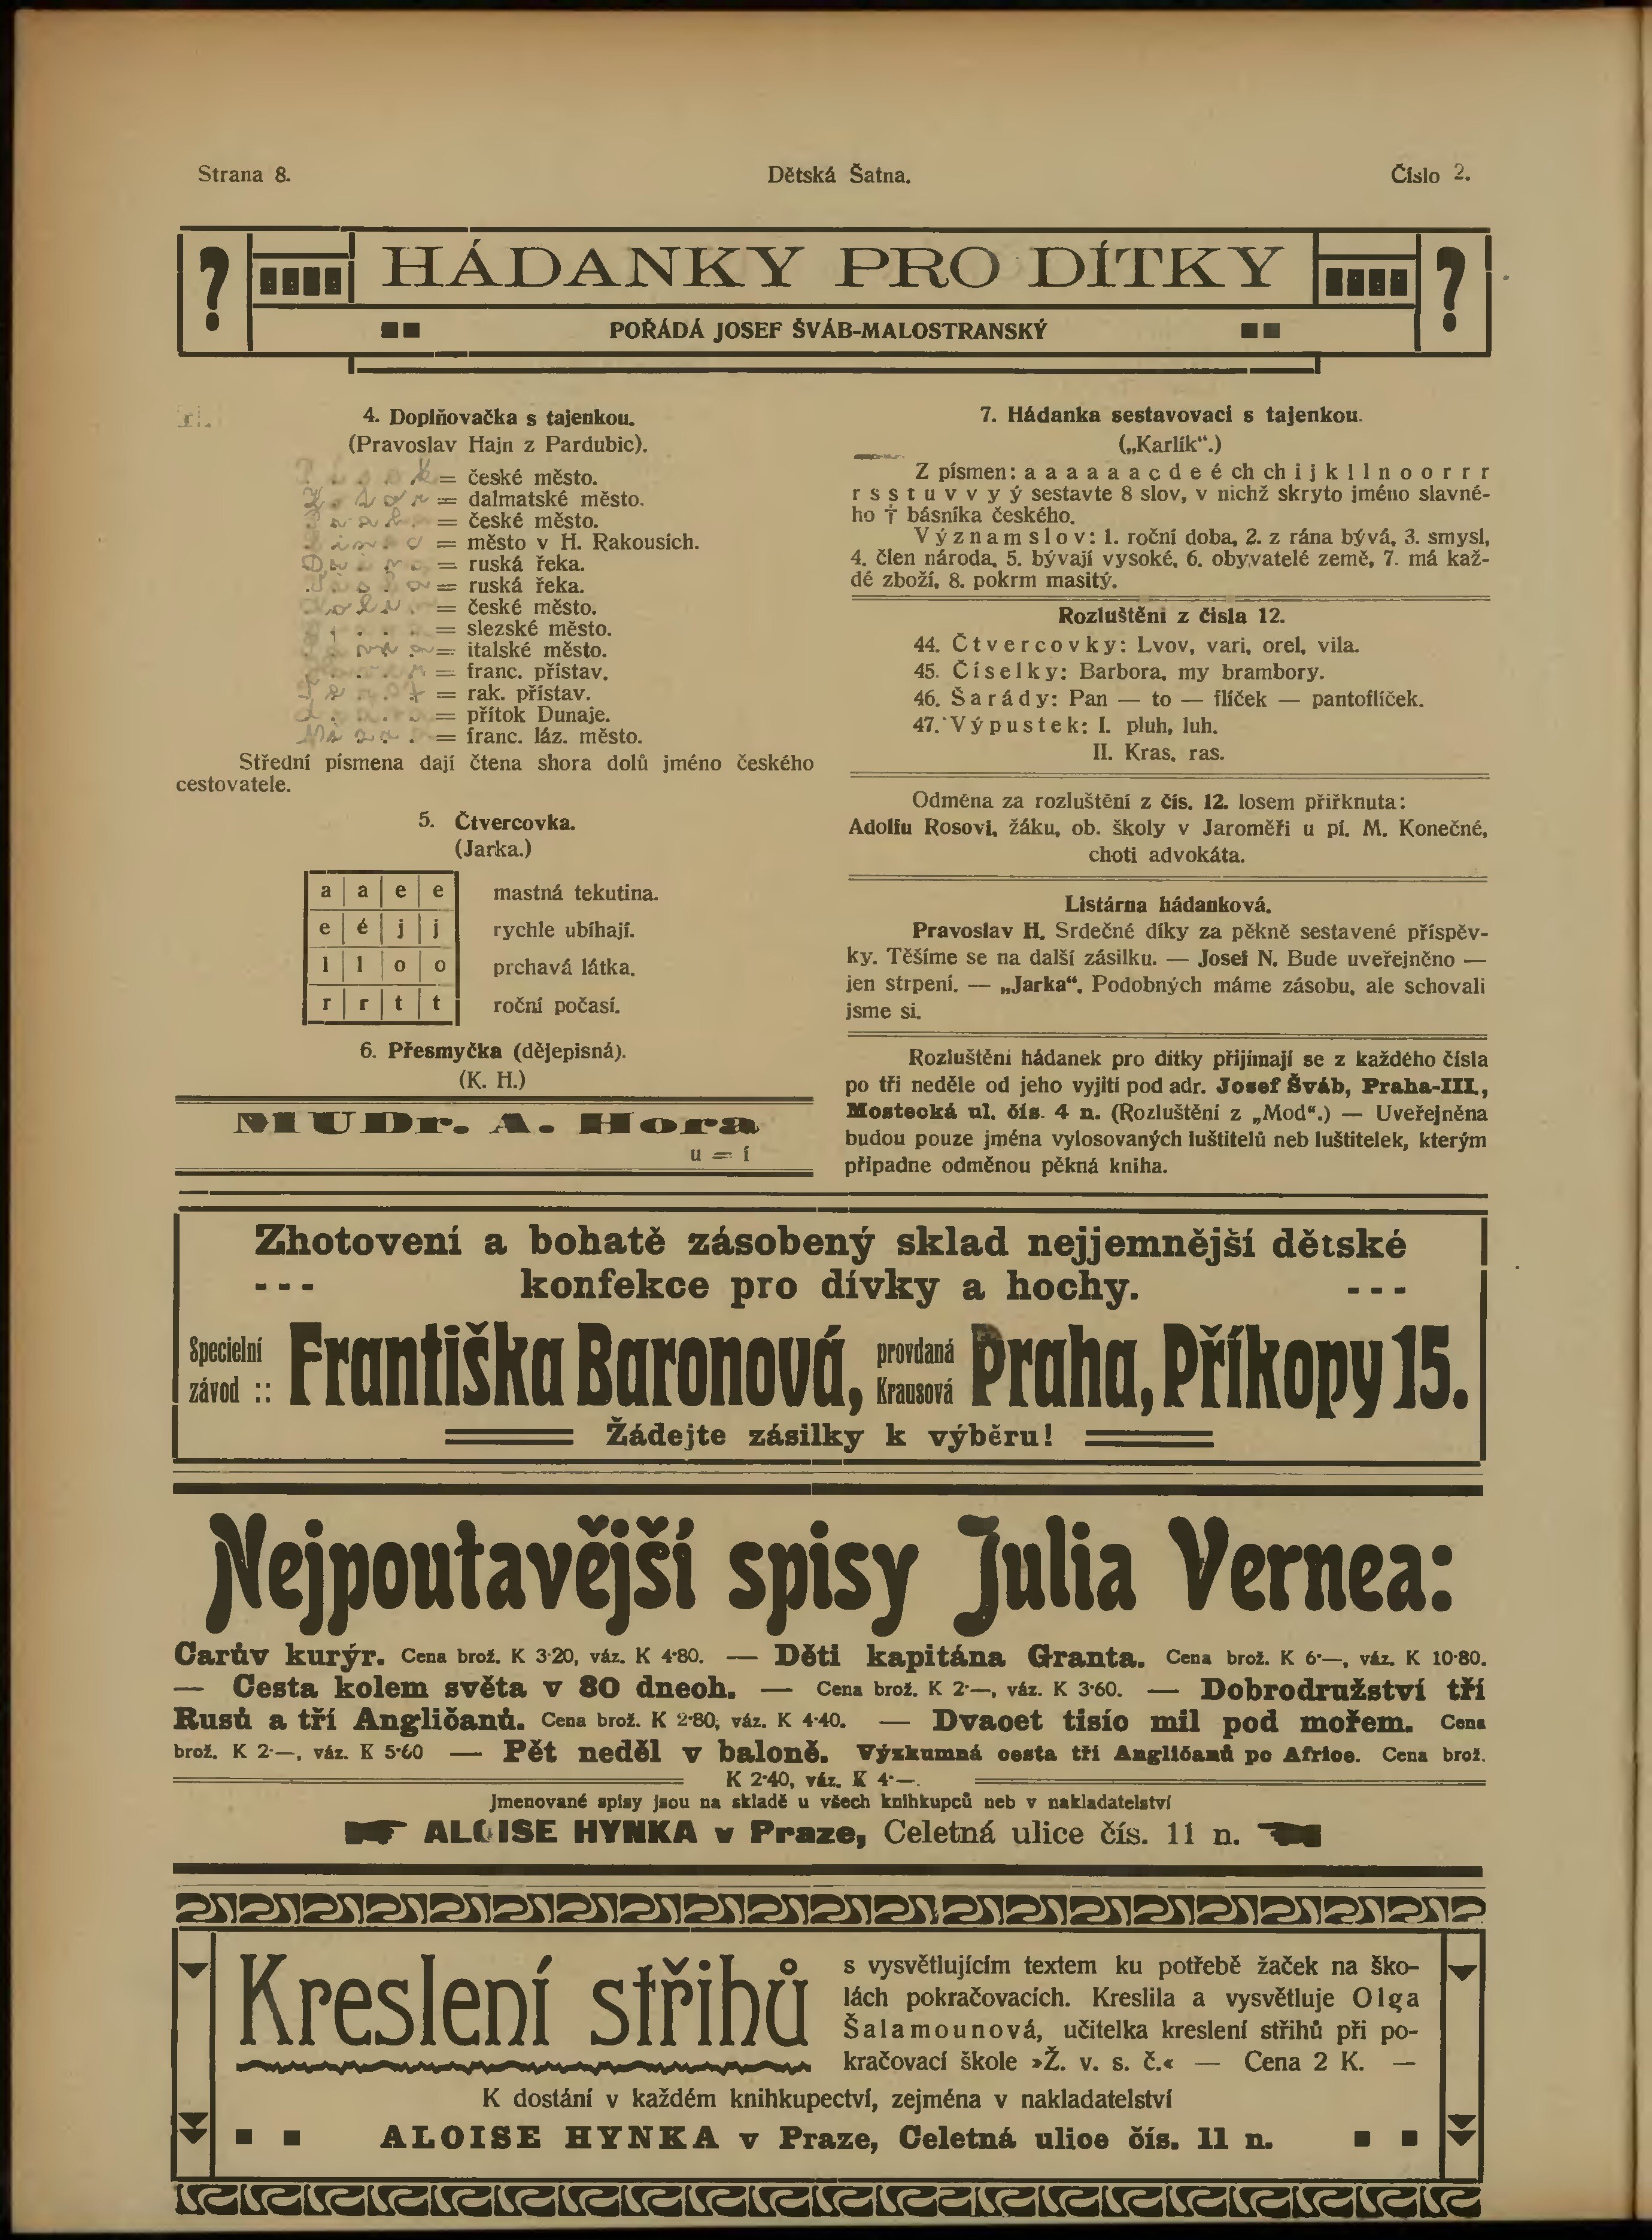 Strana 8.
Dětská Šatna.
Číslo 2.
HÁDANKY PRO DÍTKY
POŘÁDÁ JOSEF ŠVÁB-MALOSTRANSKÝ
4. Doplňovačka s tajenkou.
(Pravoslav Hajn z Pardubic).
= české město.
= dalmatské město.
= české město.
= město v H. Rakousich.
= ruská řeka.
= ruská řeka.
= české město.
= slezské město.
= italské město.
= franc. přístav.
= rak. přístav.
= přítok Dunaje.
= franc. láz. město.
Střední písmena dají čtena shora dolů jméno českého
cestovatele.
5. Čtvercovka.
(Jarka.)
a a e e mastná tekutina.
e é j j rychle ubíhají.
l l o o prchavá látka.
r r t t roční počasí.
6. Přesmyčka (dějepisná).
(K. H.)
MUDr. A. Hora
u = í
7. Hádanka sestavovací s tajenkou.
(„Karlík“.)
Z písmen: a a a a a a c d e é ch ch i j k l l n o o r r r
r s s t u v v y ý sestavte 8 slov, v nichž skryto jméno slavné-
ho † básníka českého.
Význam slov: 1. roční doba, 2. z rána bývá, 3. smysl,
4. člen národa, 5. bývají vysoké, 6. obyvatelé země, 7. má kaž-
dé zboží, 8. pokrm masitý.
Rozluštění z čísla 12.
44. Čtvercovky: Lvov, vari, orel, vila.
45. Číselky: Barbora, my brambory.
46. Šarády: Pan — to — flíček — pantoflíček.
47. Výpustek: I. pluh, luh.
II. Kras, ras.
Odměna za rozluštění z čís. 12. losem přiřknuta:
Adolfu Rosovi, žáku, ob. školy v Jaroměři u pí. M. Konečné,
choti advokáta.
Listárna hádanková.
Pravoslav H. Srdečné díky za pěkně sestavené příspěv-
ky. Těšíme se na další zásilku. — Josef N. Bude uveřejnčno —
jen strpení. — „Jarka“. Podobných máme zásobu, ale schovali
jsme si.
Rozluštění hádanek pro dítky přijímají se z každého čísla
po tři neděle od jeho vyjití pod adr. Josef Šváb, Praha-III.,
Mostecká ul. čís. 4 n. (Rozluštění z „Mod“.) — Uveřejněna
budou pouze jména vylosovaných luštitelů neb luštitelek, kterým
připadne odměnou pěkná kniha.
Zhotovení a bohatě zásobený sklad nejjemnější dětské
- - - konfekce pro dívky a hochy. - - -
Specielní závod :: Františka Baronová, provdaná Krausová Praha, Příkopy 15.
Žádejte zásilky k výběru!
Nejpoutavější spisy Julia Vernea:
Carův kurýr. Cena brož. K 3·20, váz. K 4·80. — Děti kapitána Granta. Cena brož. K 6·—, váz. K 10·80.
— Cesta kolem světa v 80 dnech. — Cena brož. K 2·—, váz. K 3·60. — Dobrodružství tří
Rusů a tří Angličanů. Cena brož. K 2·80, váz. K 4·40. — Dvacet tisíc mil pod mořem. Cena
brož. K 2·—, váz. K 5·60 — Pět neděl v baloně. Výzkumná cesta tří Angličanů po Africe. Cena brož.
K 2·40, váz. K 4·—.
Jmenované spisy jsou na skladě u všech knihkupců neb v nakladatelství
ALOISE HYNKA v Praze, Celetná ulice čís. 11 n.
Kreslení střihů
s vysvětlujícím textem ku potřebě žaček na ško-
lách pokračovacích. Kreslila a vysvětluje Olga
Šalamounová, učitelka kreslení střihů při po-
kračovací škole »Ž. v. s. č.« — Cena 2 K. —
K dostání v každém knihkupectví, zejména v nakladatelství
ALOISE HYNKA v Praze, Celetná ulice čís. 11 n.